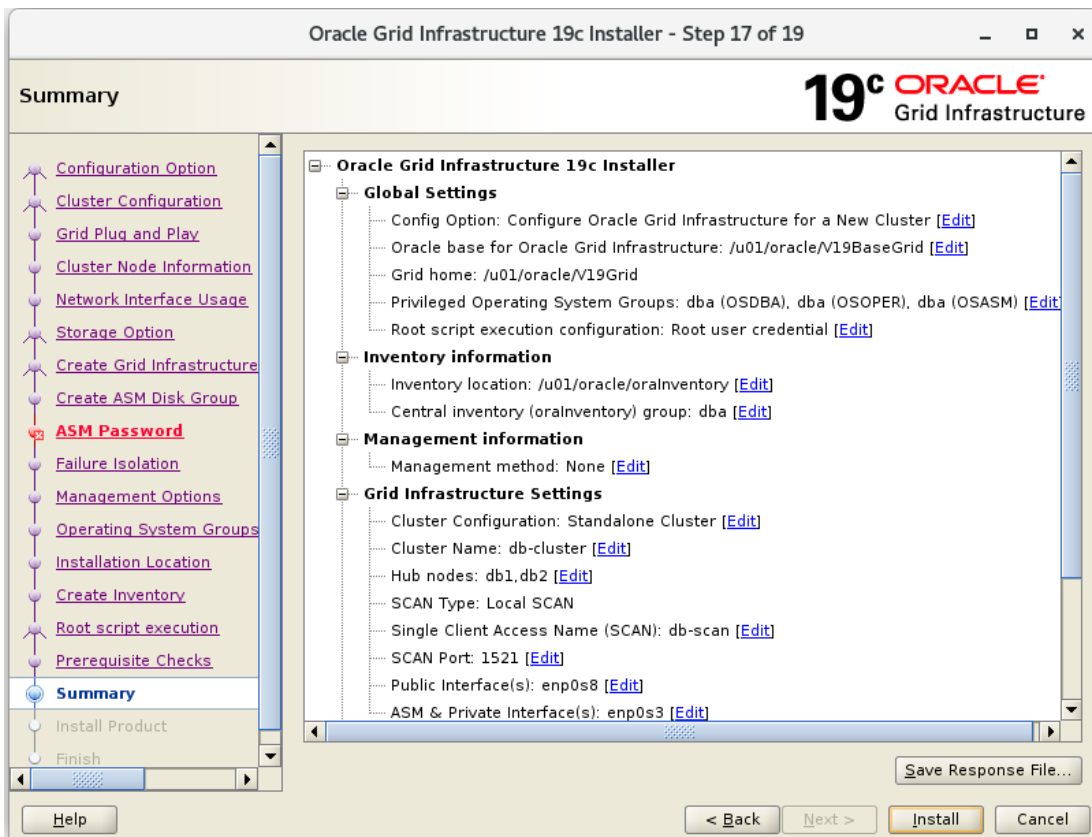 Oracle Grid Infrastructure 19c Installer - Step 17 of 19
Summary
19c ORACLE
Grid Infrastructure
Configuration Option
Cluster Configuration
Grid Plug and Play
Cluster Node Information
Network Interface Usage
Storage Option
Create Grid Infrastructure
Create ASM Disk Group
ASM Password
Failure Isolation
Management Options
Operating System Groups
Installation Location
Create Inventory
Root script execution
Prerequisite Checks
Summary
Install Product
Finish
Oracle Grid Infrastructure 19c Installer
Global Settings
Config Option: Configure Oracle Grid Infrastructure for a New Cluster [Edit]
Oracle base for Oracle Grid Infrastructure: /u01/oracle/V19BaseGrid [Edit]
Grid home: /u01/oracle/V19Grid
Privileged Operating System Groups: dba (OSDBA), dba (OSOPER), dba (OSASM) [Edit
Root script execution configuration: Root user credential [Edit]
Inventory information
Inventory location: /u01/oracle/oraInventory [Edit]
Central inventory (oraInventory) group: dba [Edit]
Management information
Management method: None [Edit]
Grid Infrastructure Settings
Cluster Configuration: Standalone Cluster [Edit]
Cluster Name: db-cluster [Edit]
Hub nodes: db1,db2 [Edit]
SCAN Type: Local SCAN
Single Client Access Name (SCAN): db-scan [Edit]
SCAN Port: 1521 [Edit]
Public Interface(s): enp0s8 [Edit]
ASM & Private Interface(s): enp0s3 [Edit]
Save Response File...
Help
< Back
Next >
Install
Cancel